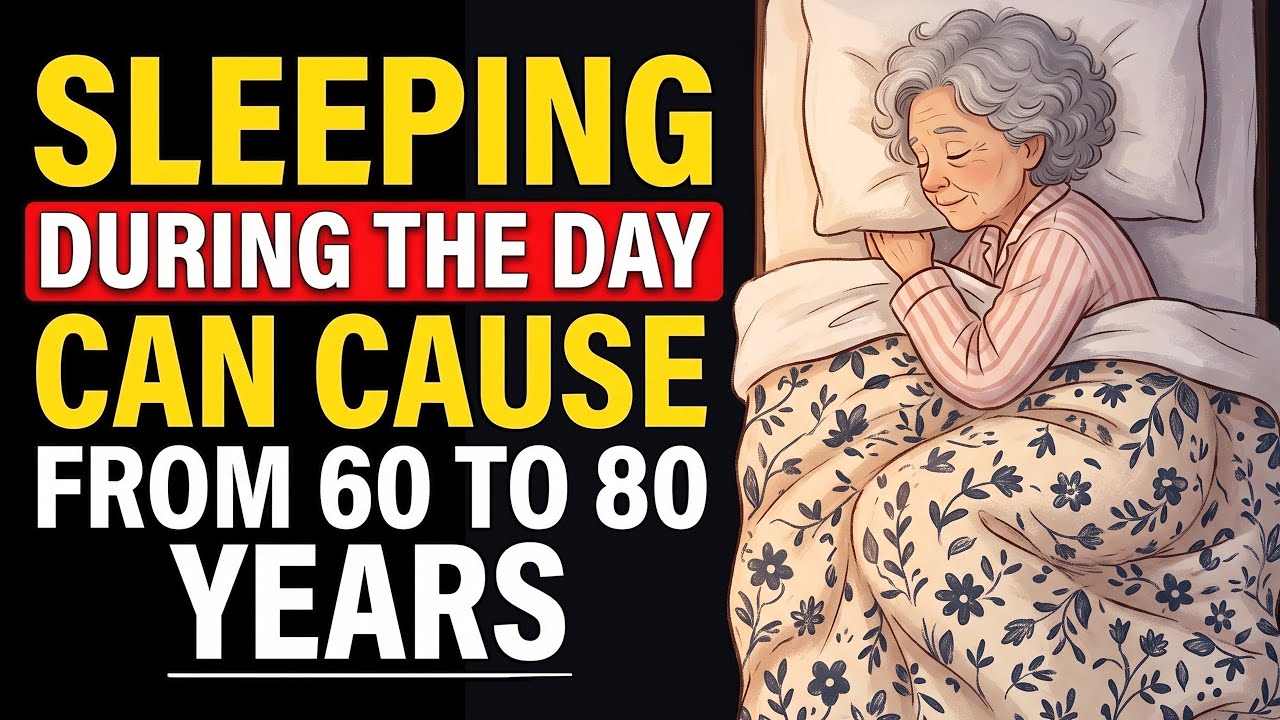 SLEEPING
DURING THE DAY
CAN CAUSE
FROM 60 TO 80
YEARS